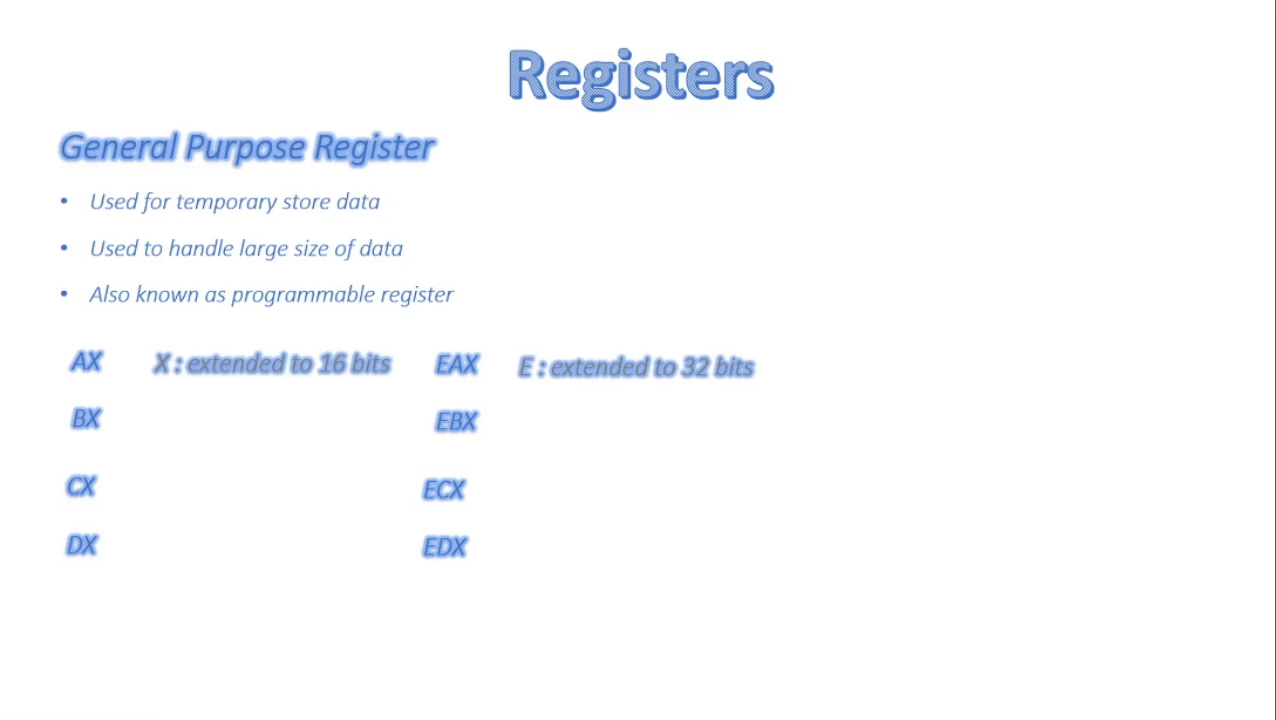 Registers
General Purpose Register
• Used for temporary store data
• Used to handle large size of data
• Also known as programmable register
AX X : extended to 16 bits EAX E : extended to 32 bits
BX EBX
CX ECX
DX EDX